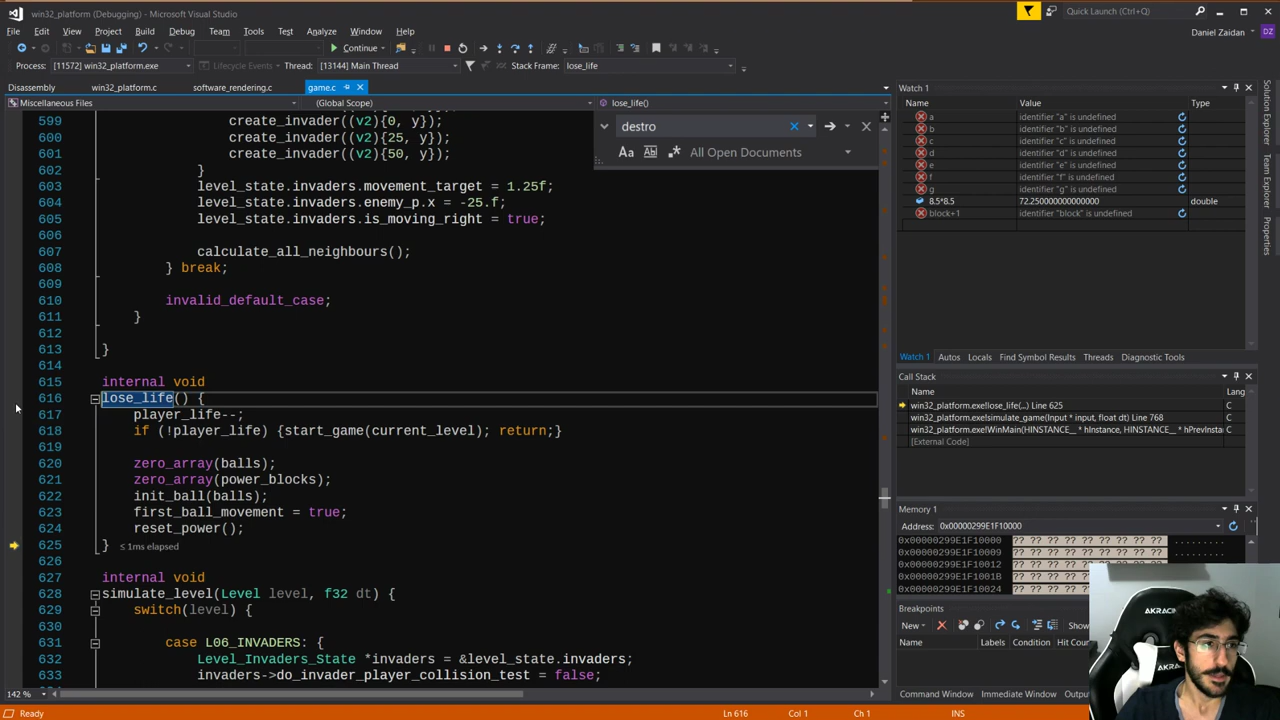 win32_platform (Debugging) - Microsoft Visual Studio
Quick Launch (Ctrl+Q)
File Edit View Project Build Debug Team Tools Test Analyze Window Help
Daniel Zaidan DZ
Continue
Process: [11572] win32_platform.exe Lifecycle Events Thread: [13144] Main Thread Stack Frame: lose_life
Disassembly win32_platform.c software_rendering.c game.c
Miscellaneous Files (Global Scope) lose_life()
599 create_invader((v2){0, y});
600 create_invader((v2){25, y});
601 create_invader((v2){50, y});
602 }
603 level_state.invaders.movement_target = 1.25f;
604 level_state.invaders.enemy_p.x = -25.f;
605 level_state.invaders.is_moving_right = true;
606
607 calculate_all_neighbours();
608 } break;
609
610 invalid_default_case;
611 }
612
613 }
614
615 internal void
616 lose_life() {
617 player_life--;
618 if (!player_life) {start_game(current_level); return;}
619
620 zero_array(balls);
621 zero_array(power_blocks);
622 init_ball(balls);
623 first_ball_movement = true;
624 reset_power();
625 } ≤ 1ms elapsed
626
627 internal void
628 simulate_level(Level level, f32 dt) {
629 switch(level) {
630
631 case L06_INVADERS: {
632 Level_Invaders_State *invaders = &level_state.invaders;
633 invaders->do_invader_player_collision_test = false;
142 %
destro
Aa Ab .* All Open Documents
Watch 1
Name Value Type
a identifier "a" is undefined
b identifier "b" is undefined
c identifier "c" is undefined
d identifier "d" is undefined
e identifier "e" is undefined
f identifier "f" is undefined
g identifier "g" is undefined
8.5*8.5 72.250000000000000 double
block+1 identifier "block" is undefined
Watch 1 Autos Locals Find Symbol Results Threads Diagnostic Tools
Call Stack
Name Lang
win32_platform.exe!lose_life(...) Line 625 C
win32_platform.exe!simulate_game(Input * input, float dt) Line 768 C
win32_platform.exe!WinMain(HINSTANCE__ * hInstance, HINSTANCE__ * hPrevInsta C
[External Code]
Memory 1
Address: 0x00000299E1F10000
0x00000299E1F10000 ?? ?? ?? ?? ?? ?? ?? ?? ?? .........
0x00000299E1F10009 ?? ?? ?? ?? ?? ?? ?? ?? ?? .........
0x00000299E1F10012 ?? ?? ?? ?? ?? ?? ?? ?? ??
0x00000299E1F1001B ?? ?? ?? ?? ?? ?? ?? ?? ??
0x00000299E1F10024 ?? ?? ?? ?? ?? ?? ?? ?? ??
Breakpoints
New Show
Name Labels Condition Hit Cou
Command Window Immediate Window Outpu
Solution Explorer
Team Explorer
Properties
Ready Ln 616 Col 1 Ch 1 INS
AKRACING